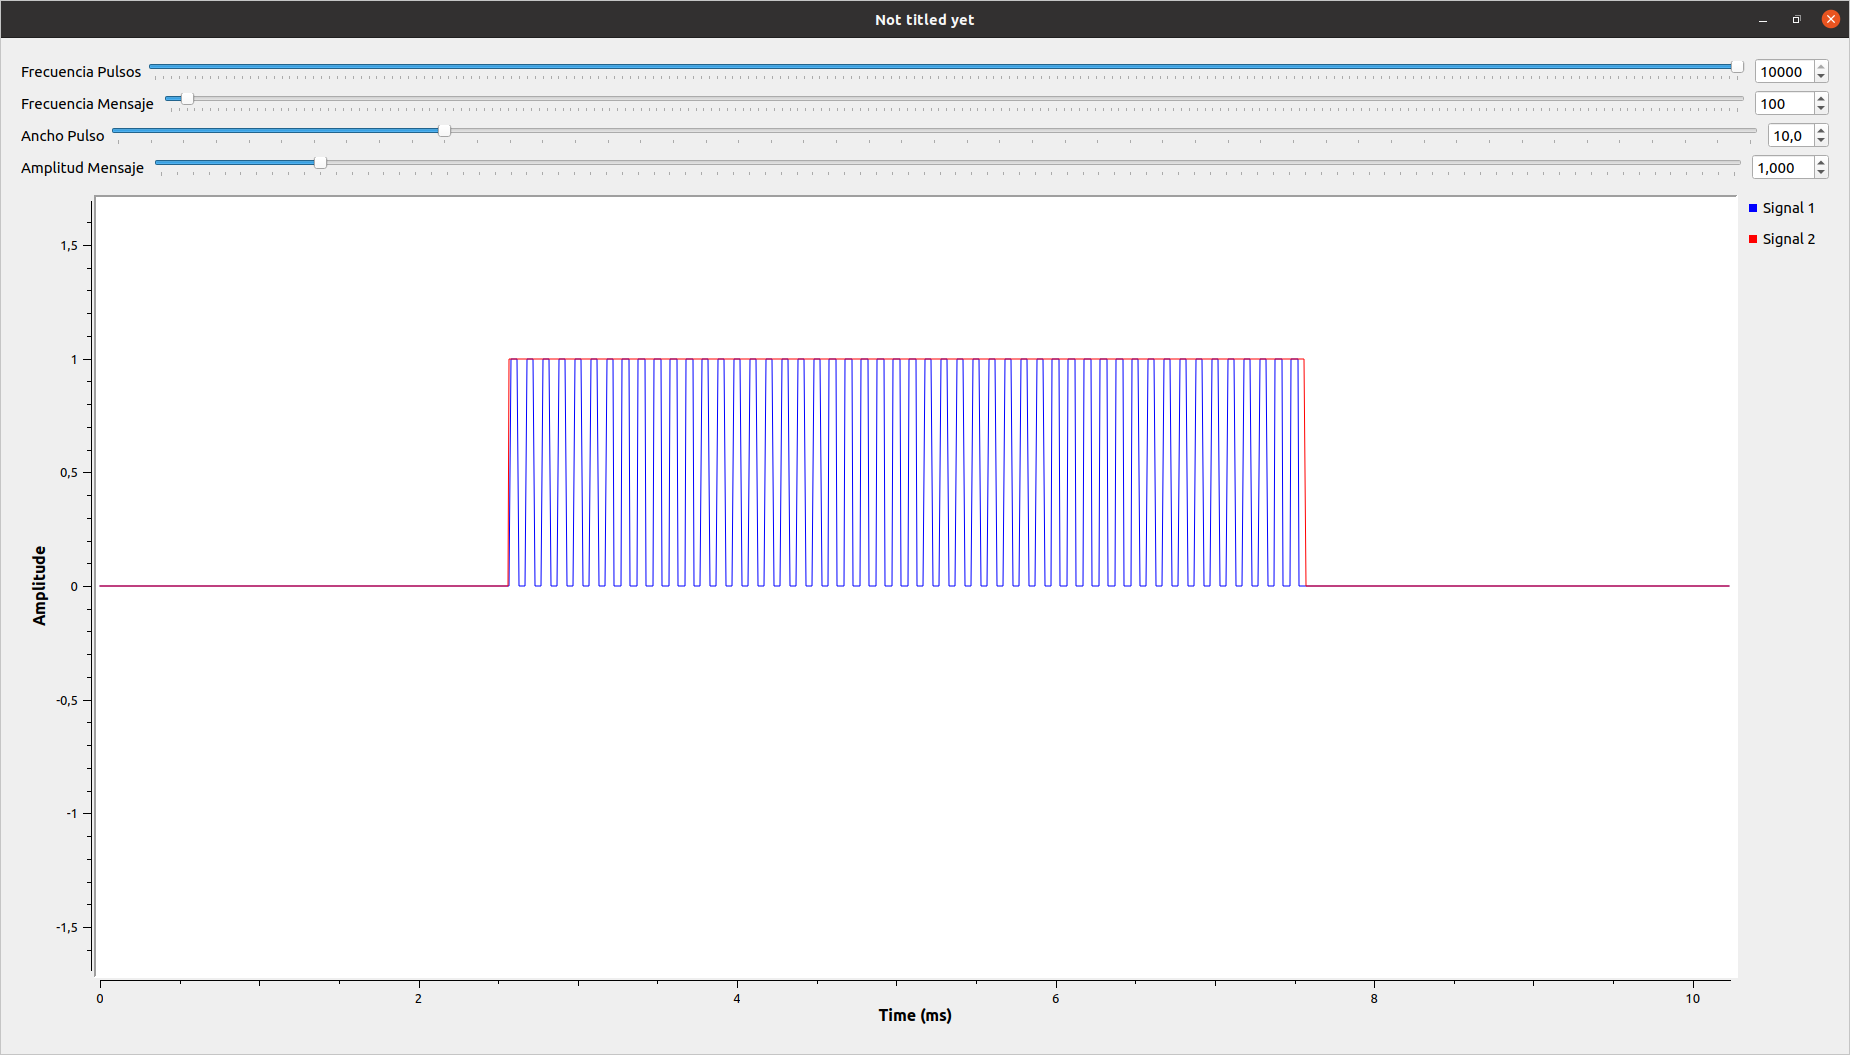 Not titled yet
Frecuencia Pulsos 10000
Frecuencia Mensaje 100
Ancho Pulso 10,0
Amplitud Mensaje 1,000
Signal 1
Signal 2
1,5
1
0,5
0
-0,5
-1
-1,5
Amplitude
0 2 4 6 8 10
Time (ms)